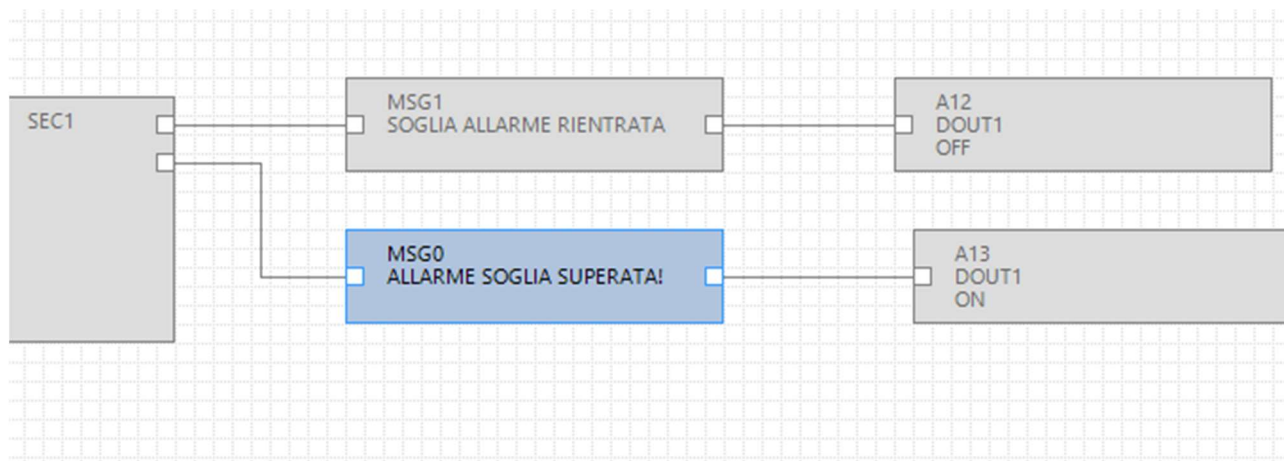 SEC1
MSG1
SOGLIA ALLARME RIENTRATA
A12
DOUT1
OFF
MSG0
ALLARME SOGLIA SUPERATA!
A13
DOUT1
ON